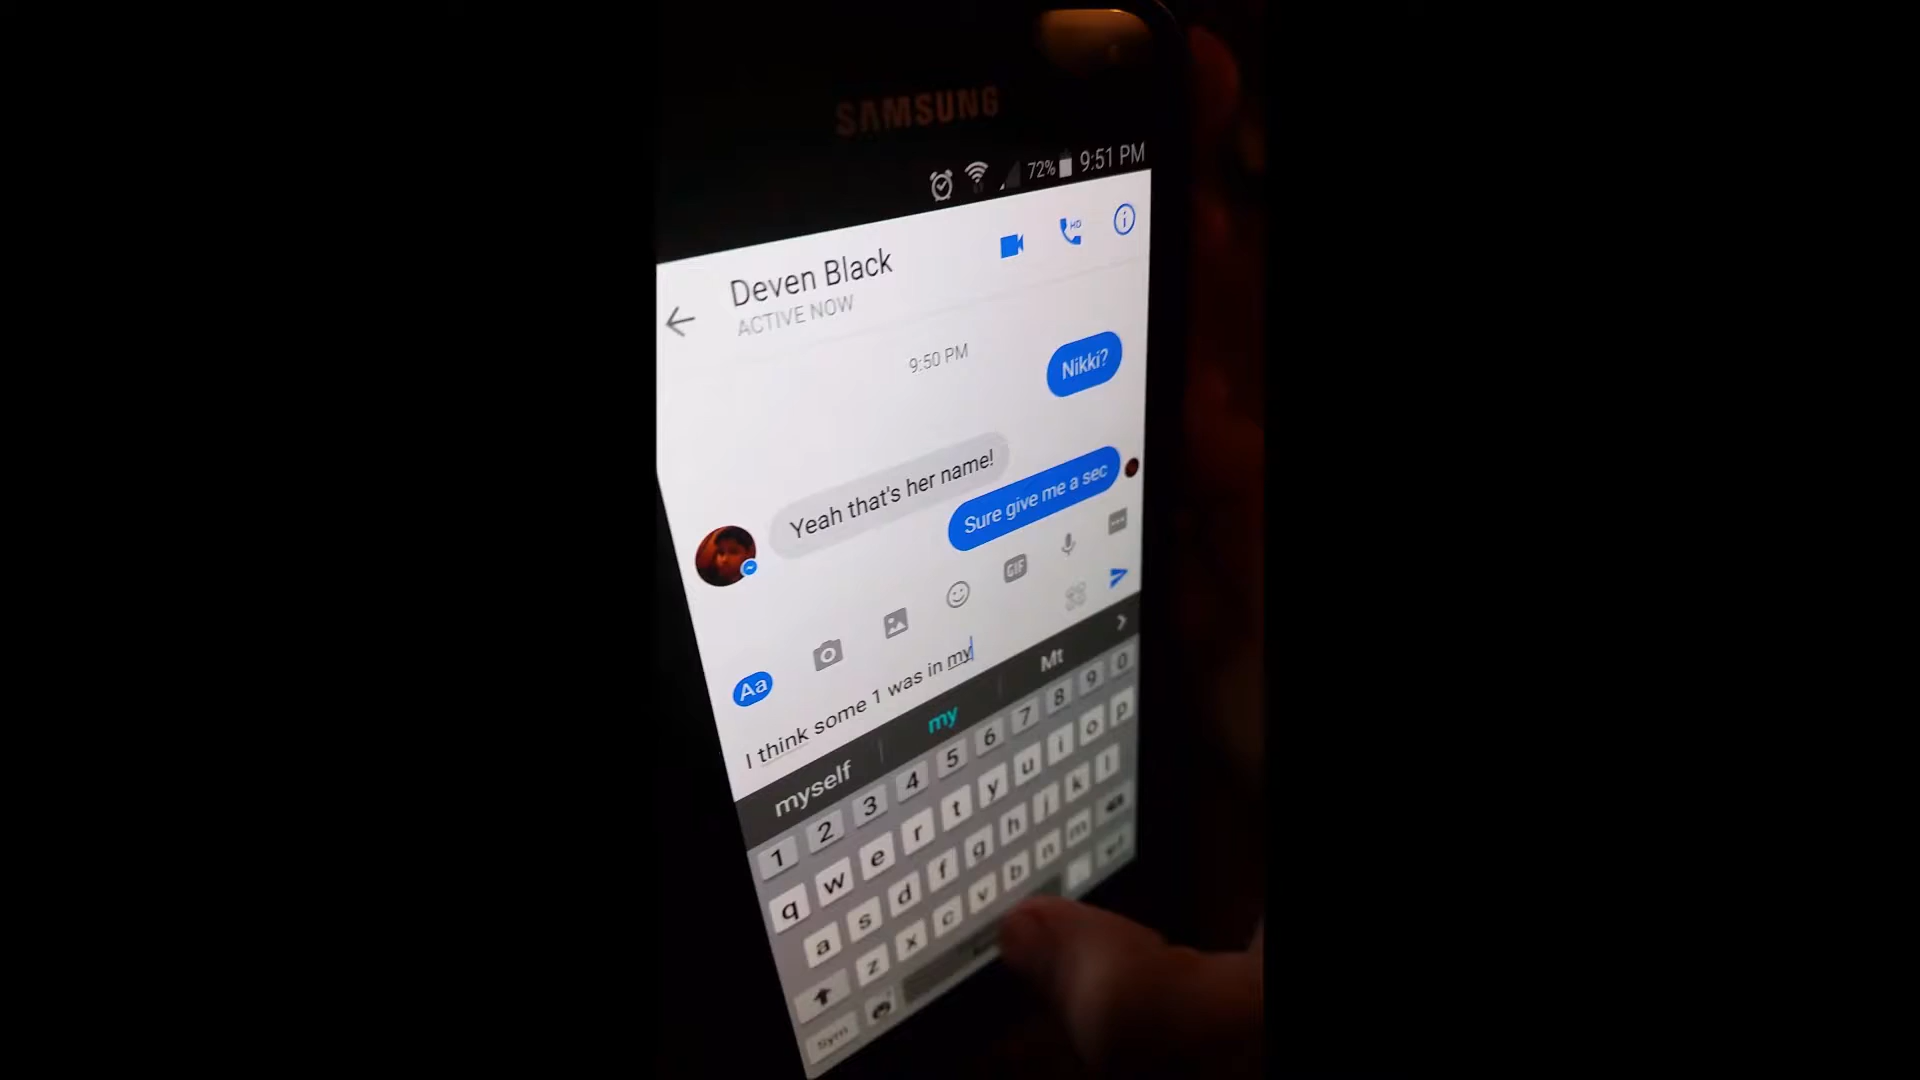 SAMSUNG
72% 9:51 PM
Deven Black
HD
ACTIVE NOW
9:50 PM
Nikki?
Yeah that's her name!
Sure give me a sec
GIF
Aa
I think some 1 was in my
myself my Mt
1 2 3 4 5 6 7 8 9 0
q w e r t y u i o p
a s d f g h j k l
z x c v b n m
Sym